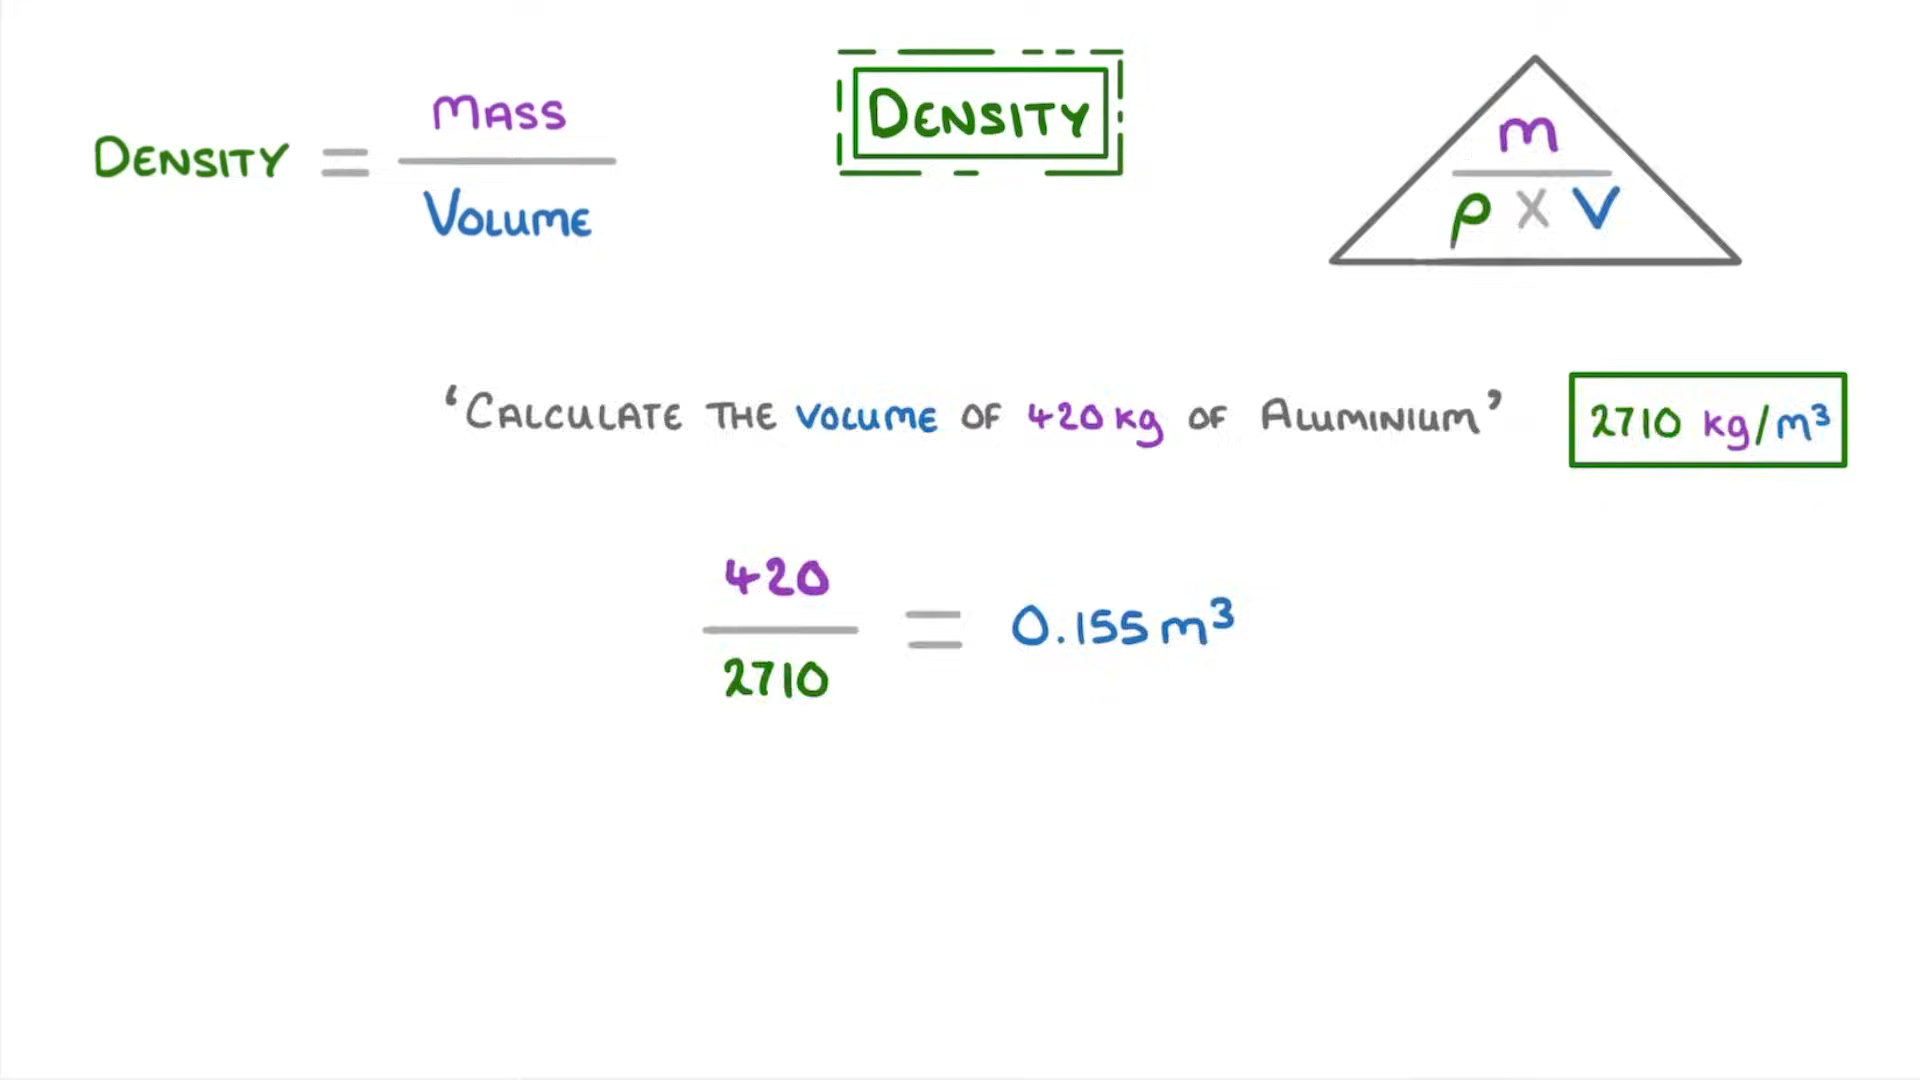 DENSITY = MASS
VOLUME
DENSITY
m
ρ X V
‘CALCULATE THE VOLUME OF 420 kg OF ALUMINIUM’
2710 kg/m³
420
2710
= 0.155 m³